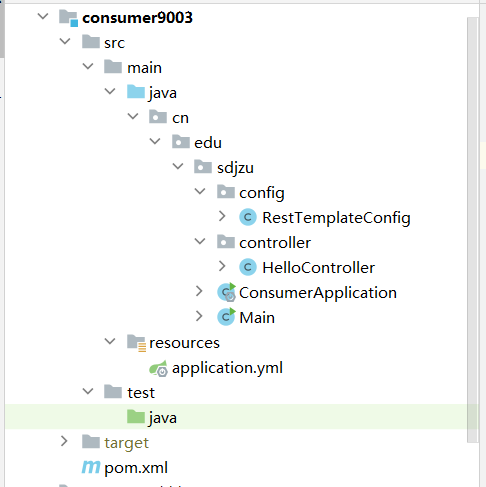 consumer9003
src
main
java
cn
edu
sdjzu
config
RestTemplateConfig
controller
HelloController
ConsumerApplication
Main
resources
application.yml
test
java
target
pom.xml